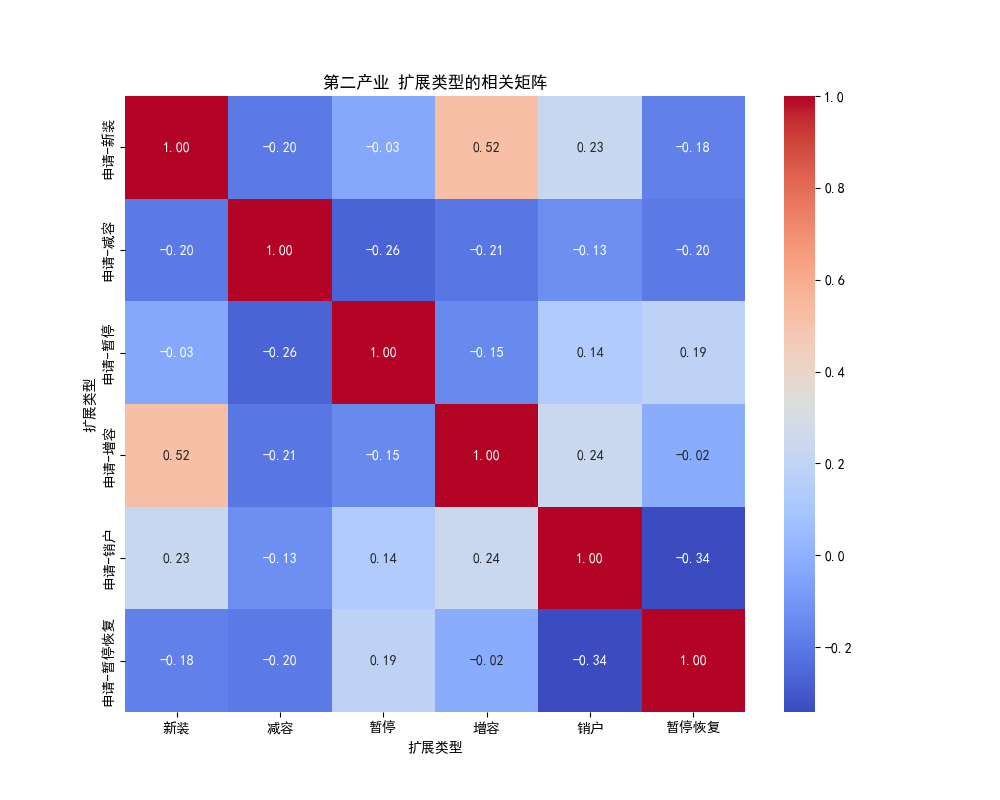 第二产业 扩展类型的相关矩阵
扩展类型
申请-新装
1.00 -0.20 -0.03 0.52 0.23 -0.18
申请-减容
-0.20 1.00 -0.26 -0.21 -0.13 -0.20
申请-暂停
-0.03 -0.26 1.00 -0.15 0.14 0.19
申请-增容
0.52 -0.21 -0.15 1.00 0.24 -0.02
申请-销户
0.23 -0.13 0.14 0.24 1.00 -0.34
申请-暂停恢复
-0.18 -0.20 0.19 -0.02 -0.34 1.00
新装 减容 暂停 增容 销户 暂停恢复
扩展类型
1.0
0.8
0.6
0.4
0.2
0.0
-0.2